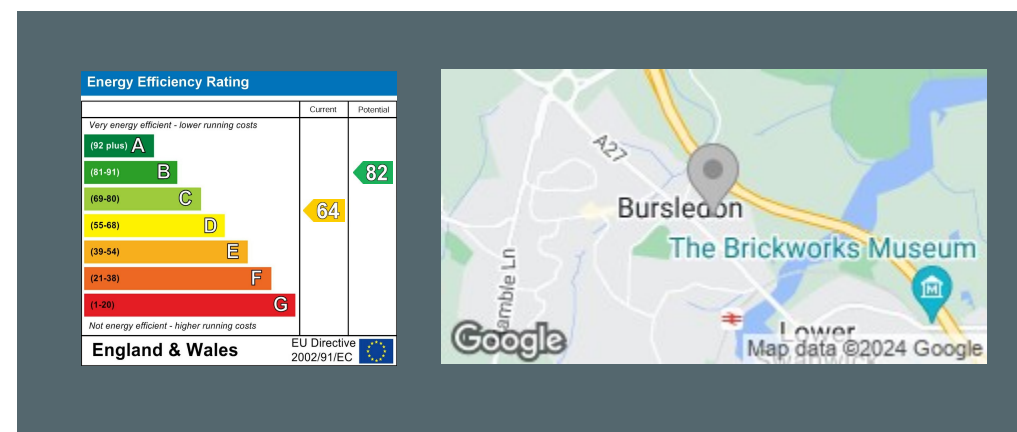 Energy Efficiency Rating
Current Potential
Very energy efficient - lower running costs
(92 plus) A
(81-91) B
82
(69-80) C
64
(55-68) D
(39-54) E
(21-38) F
(1-20) G
Not energy efficient - higher running costs
England & Wales
EU Directive
2002/91/EC
A27
Bursledon
The Brickworks Museum
M
amble Ln
Lower
Google
Map data ©2024 Google